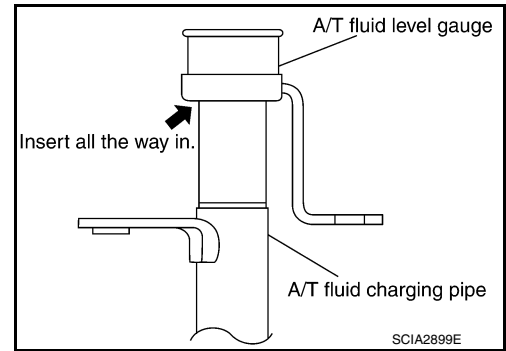 A/T fluid level gauge
Insert all the way in.
A/T fluid charging pipe
SCIA2899E